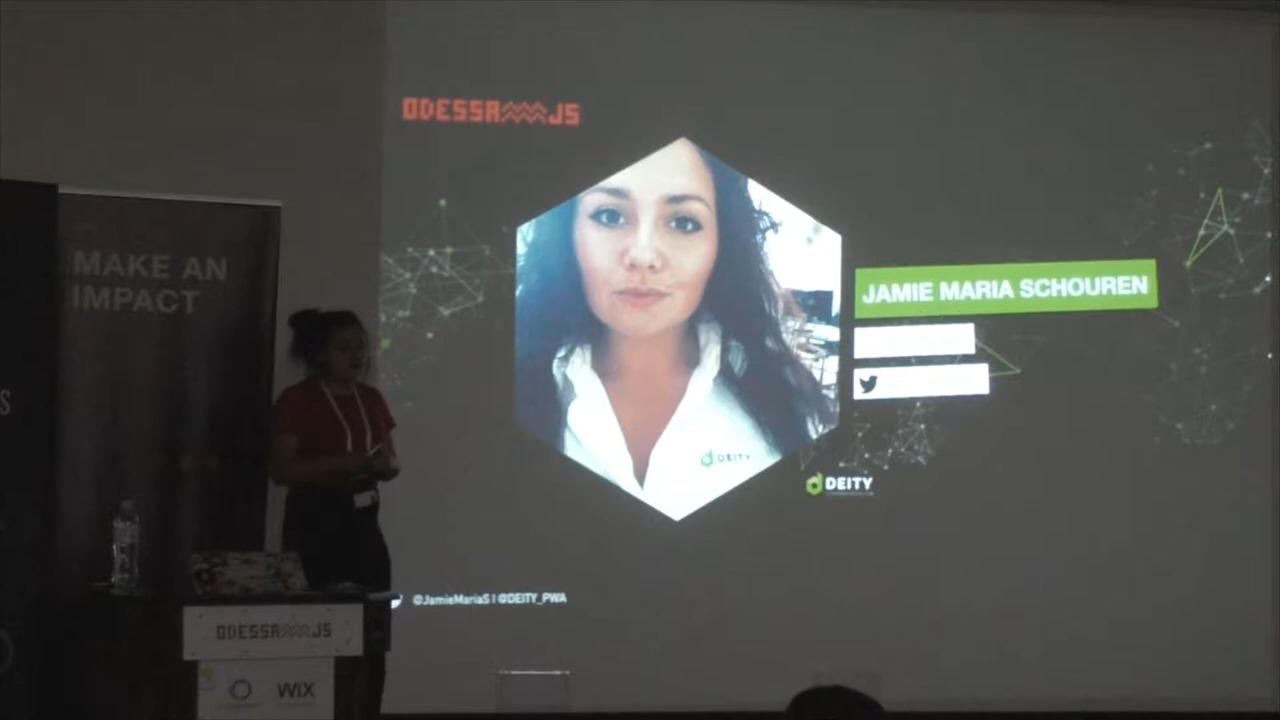 ODESSA JS
MAKE AN
IMPACT
JAMIE MARIA SCHOUREN
DEITY
DEITY
S
@JamieMariaS | @DEITY_PWA
ODESSA JS
WIX